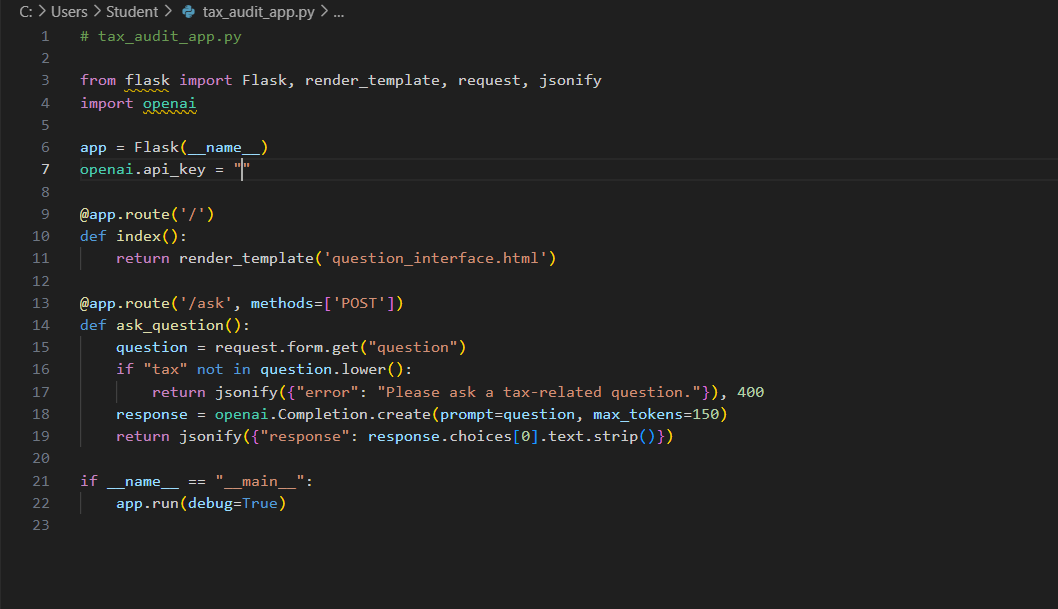 C: > Users > Student > tax_audit_app.py > ...
1 # tax_audit_app.py
2
3 from flask import Flask, render_template, request, jsonify
4 import openai
5
6 app = Flask(__name__)
7 openai.api_key = ""
8
9 @app.route('/')
10 def index():
11     return render_template('question_interface.html')
12
13 @app.route('/ask', methods=['POST'])
14 def ask_question():
15     question = request.form.get("question")
16     if "tax" not in question.lower():
17         return jsonify({"error": "Please ask a tax-related question."}), 400
18     response = openai.Completion.create(prompt=question, max_tokens=150)
19     return jsonify({"response": response.choices[0].text.strip()})
20
21 if __name__ == "__main__":
22     app.run(debug=True)
23